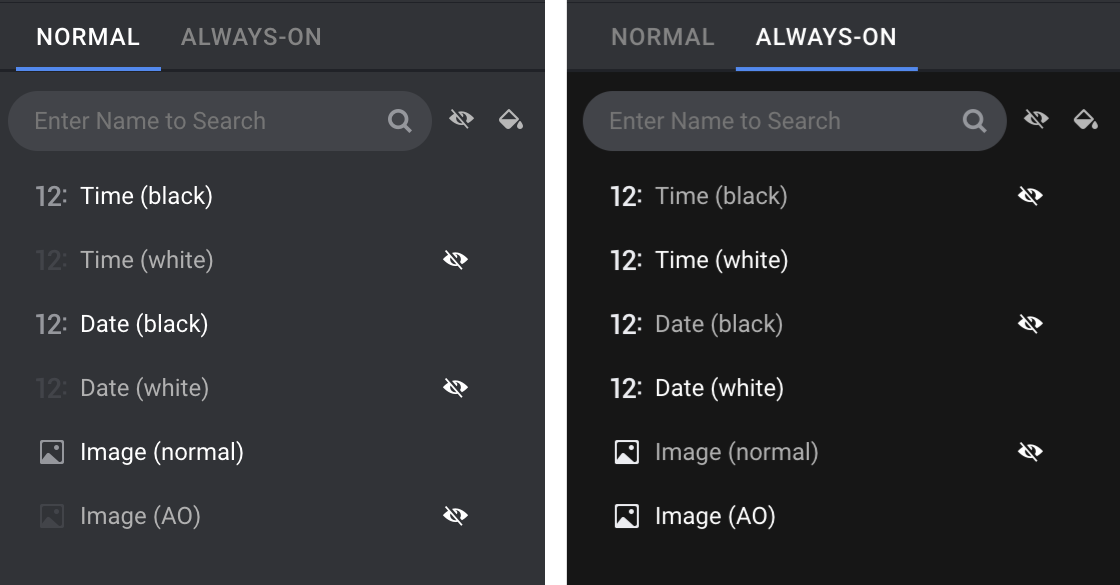 NORMAL ALWAYS-ON
Enter Name to Search
12: Time (black)
12: Time (white)
12: Date (black)
12: Date (white)
Image (normal)
Image (AO)
NORMAL ALWAYS-ON
Enter Name to Search
12: Time (black)
12: Time (white)
12: Date (black)
12: Date (white)
Image (normal)
Image (AO)